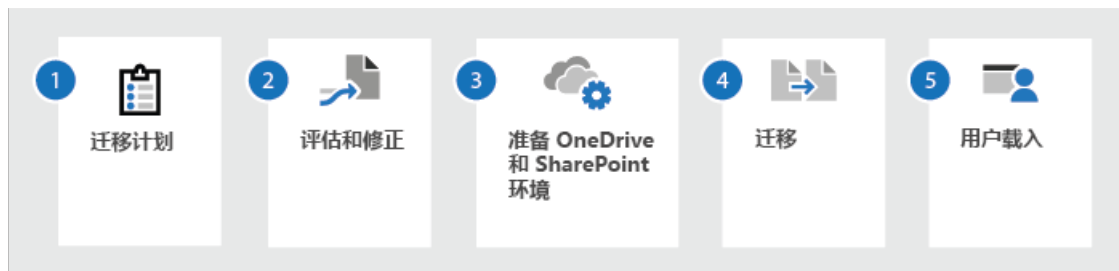 1
迁移计划
2
评估和修正
3
准备 OneDrive
和 SharePoint
环境
4
迁移
5
用户载入